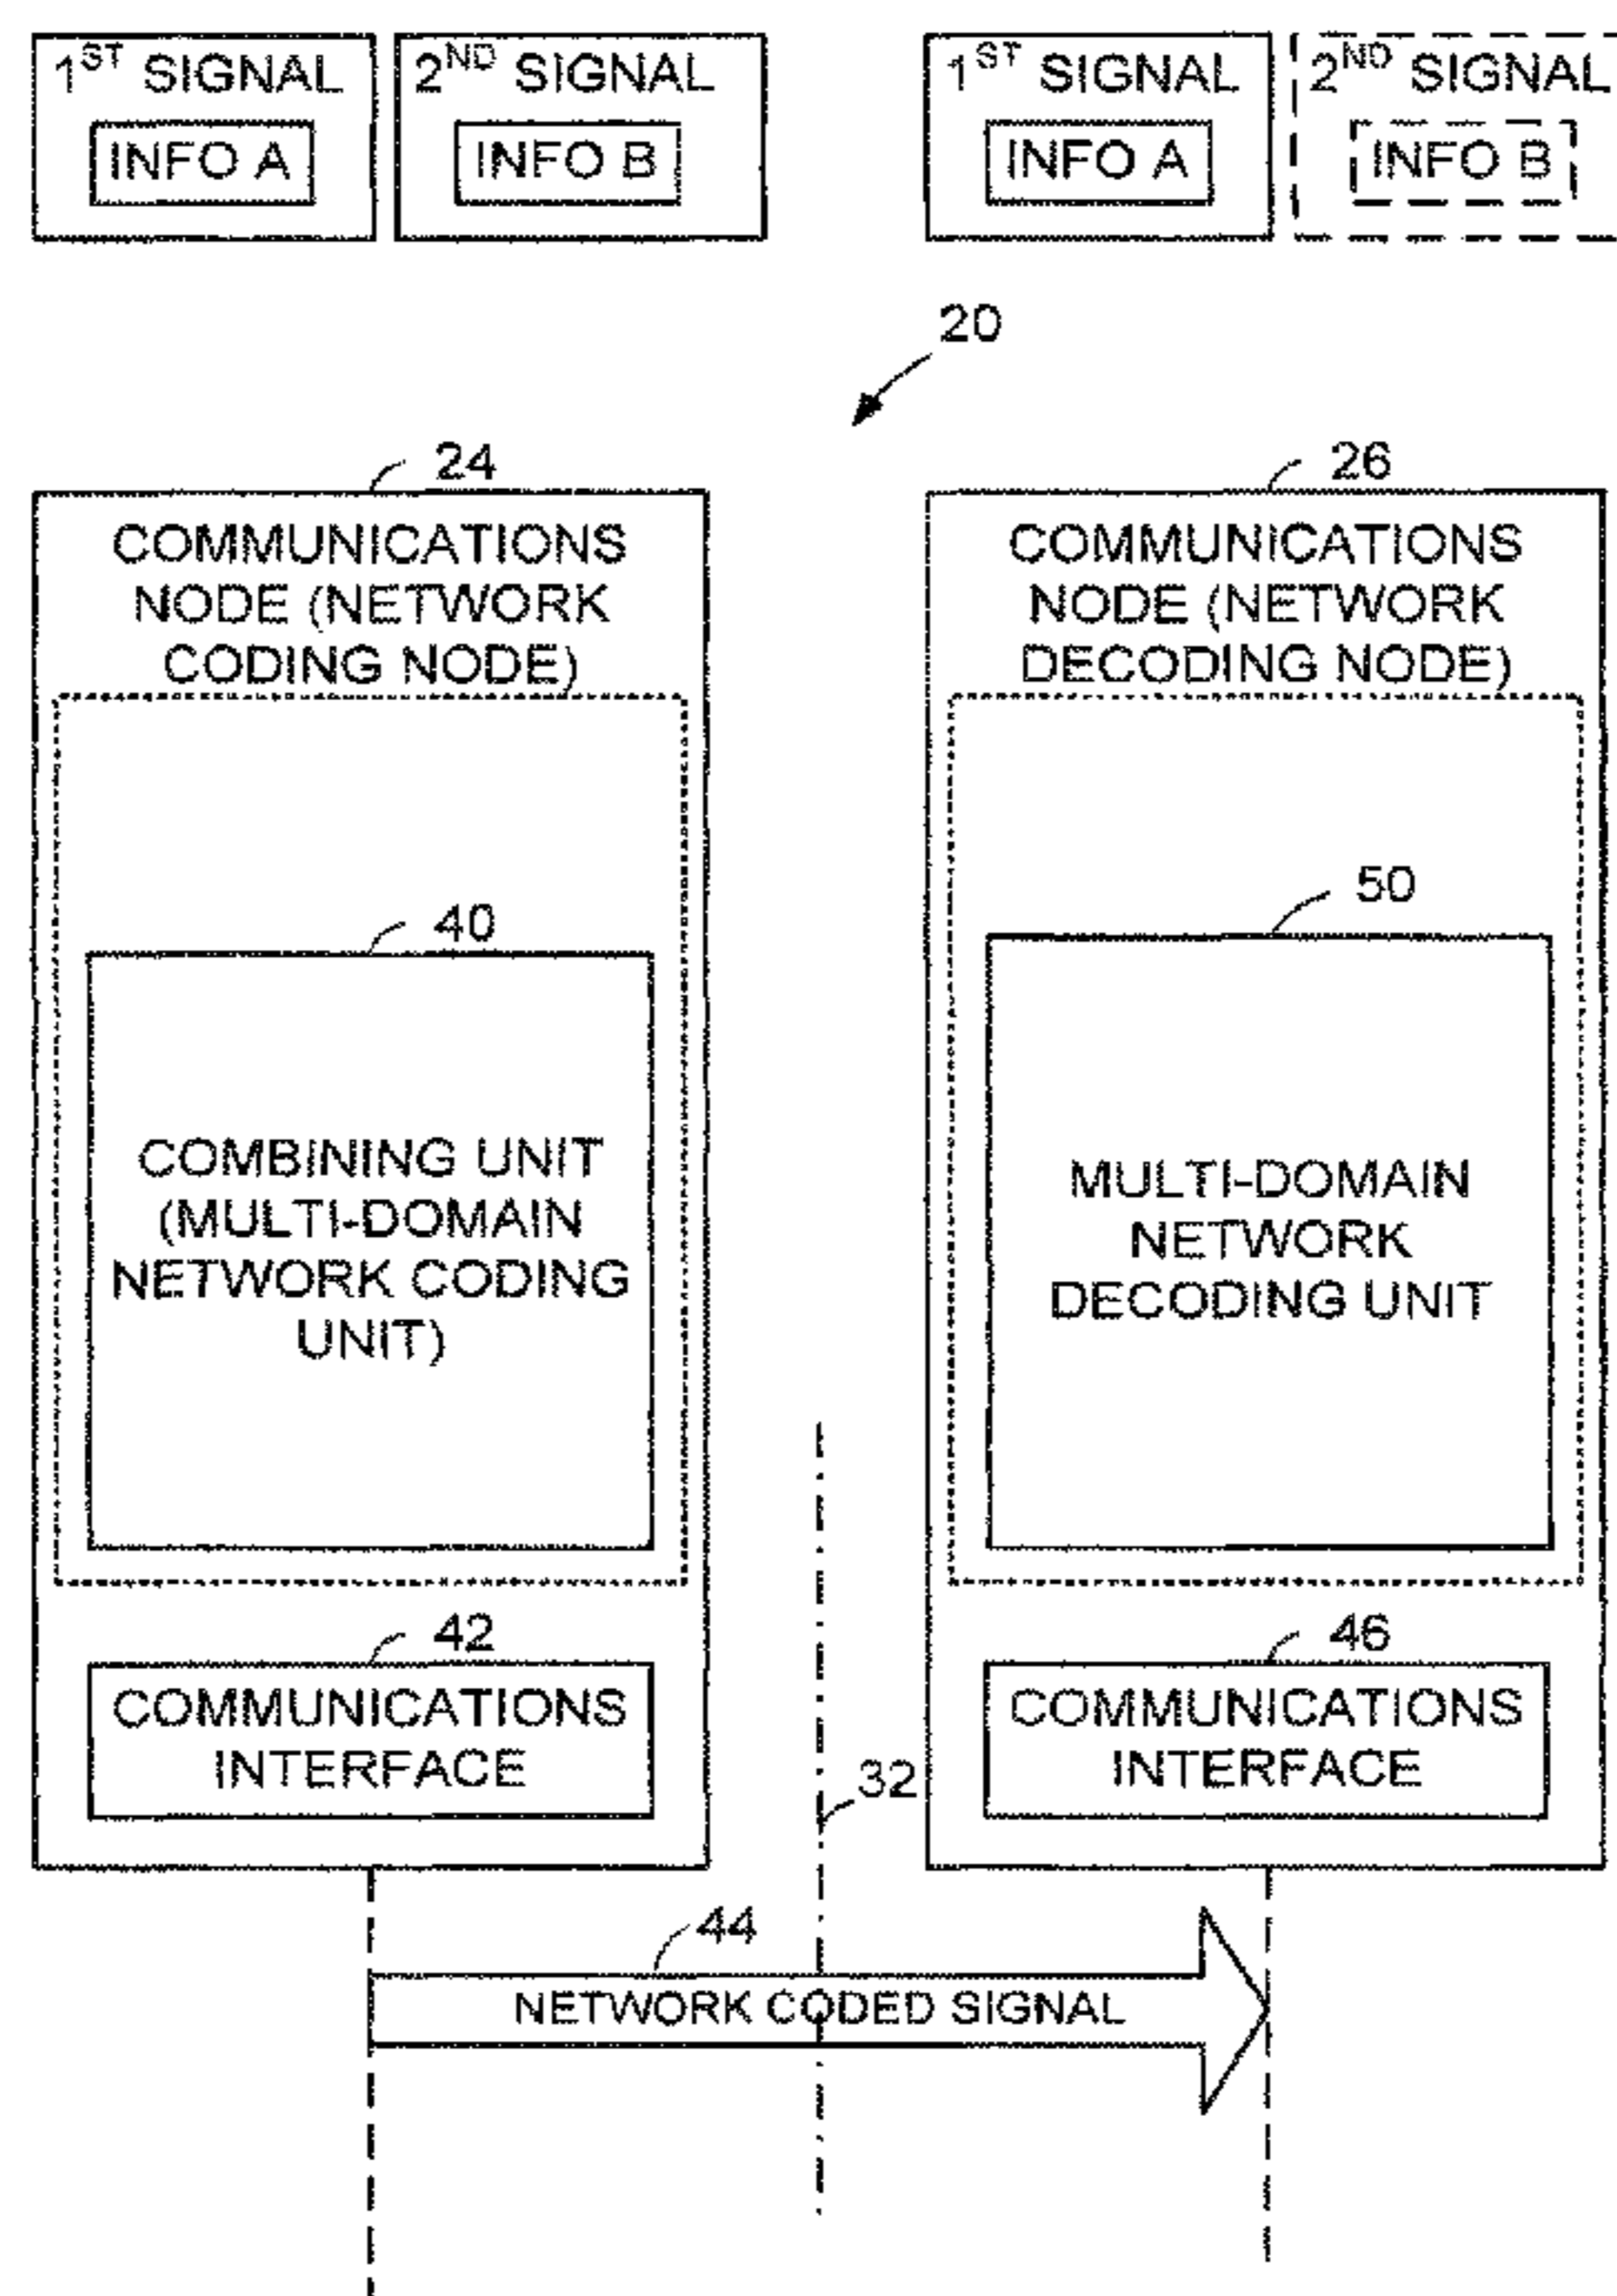 1ST SIGNAL
INFO A
2ND SIGNAL
INFO B
1ST SIGNAL
INFO A
2ND SIGNAL
INFO B
20
24
COMMUNICATIONS
NODE (NETWORK
CODING NODE)
40
COMBINING UNIT
(MULTI-DOMAIN
NETWORK CODING
UNIT)
42
COMMUNICATIONS
INTERFACE
26
COMMUNICATIONS
NODE (NETWORK
DECODING NODE)
50
MULTI-DOMAIN
NETWORK
DECODING UNIT
46
COMMUNICATIONS
INTERFACE
32
44
NETWORK CODED SIGNAL